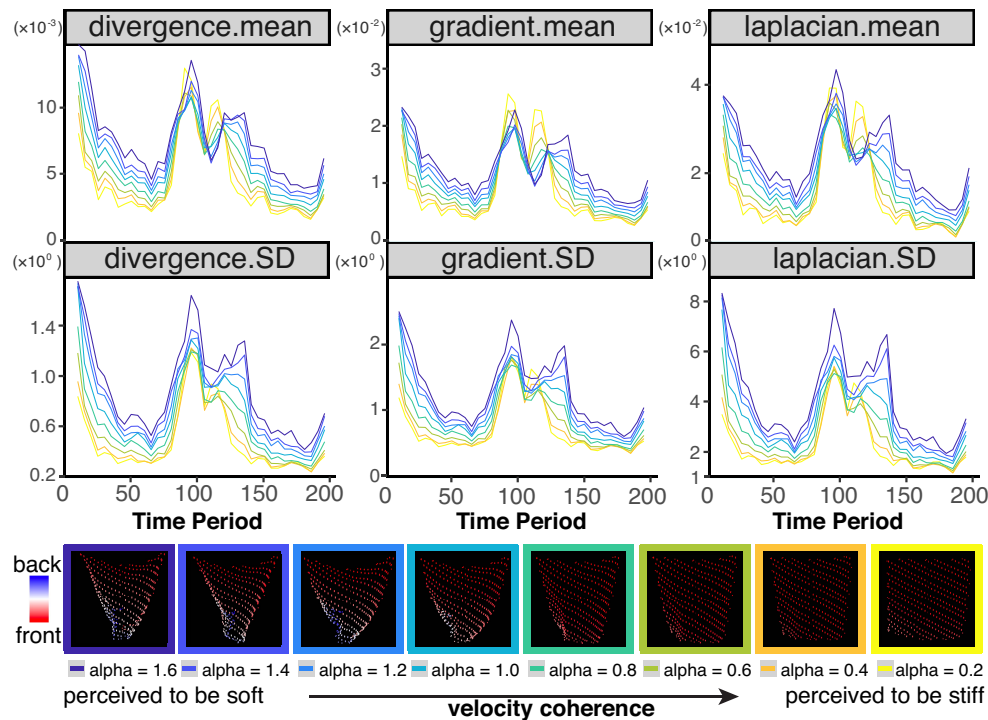 (×10⁻³) divergence.mean (×10⁻²) gradient.mean (×10⁻²) laplacian.mean
10
5
0
3
2
1
0
4
2
0
(×10⁰) divergence.SD (×10⁰) gradient.SD (×10⁰) laplacian.SD
1.4
1.0
0.6
0.2
2
1
0
8
6
4
2
1
0 50 100 150 200 0 50 100 150 200 0 50 100 150 200
Time Period Time Period Time Period
back
front
alpha = 1.6 alpha = 1.4 alpha = 1.2 alpha = 1.0 alpha = 0.8 alpha = 0.6 alpha = 0.4 alpha = 0.2
perceived to be soft velocity coherence perceived to be stiff